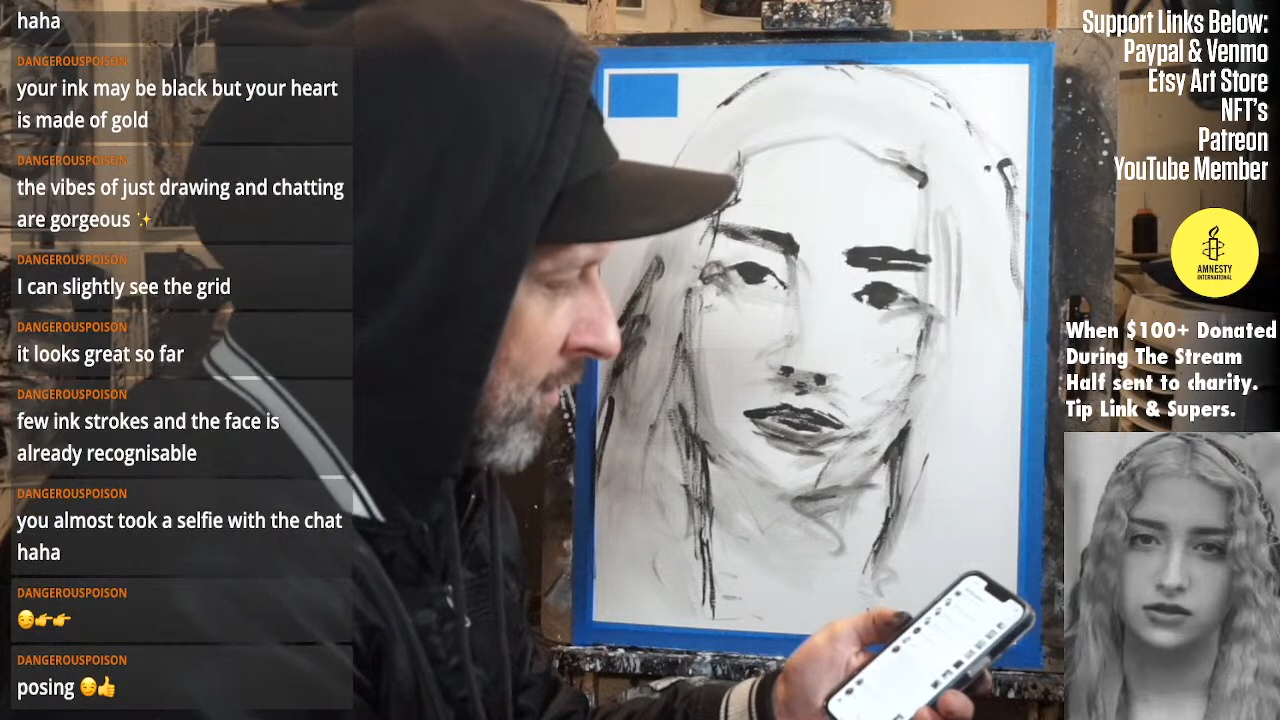 haha
DANGEROUSPOISON
your ink may be black but your heart
is made of gold
DANGEROUSPOISON
the vibes of just drawing and chatting
are gorgeous ✨
DANGEROUSPOISON
I can slightly see the grid
DANGEROUSPOISON
it looks great so far
DANGEROUSPOISON
few ink strokes and the face is
already recognisable
DANGEROUSPOISON
you almost took a selfie with the chat
haha
DANGEROUSPOISON
😏👉👉
DANGEROUSPOISON
posing 😏👍
Support Links Below:
Paypal & Venmo
Etsy Art Store
NFT's
Patreon
YouTube Member
AMNESTY
INTERNATIONAL
When $100+ Donated
During The Stream
Half sent to charity.
Tip Link & Supers.